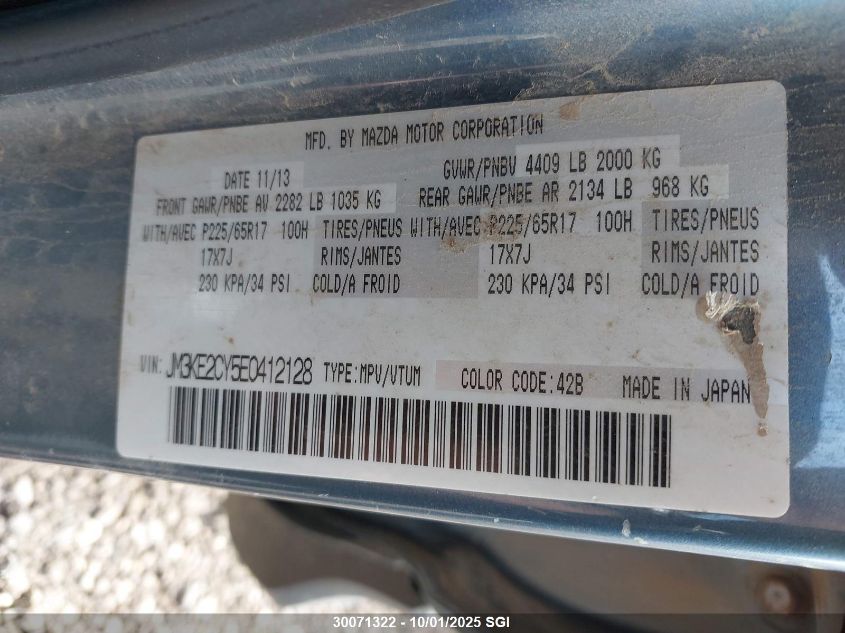 MFD. BY MAZDA MOTOR CORPORATION
DATE 11/13 GVWR/PNBV 4409 LB 2000 KG
FRONT GAWR/PNBE AV 2282 LB 1035 KG REAR GAWR/PNBE AR 2134 LB 968 KG
WITH/AVEC P225/65R17 100H TIRES/PNEUS WITH/AVEC P225/65R17 100H TIRES/PNEUS
17X7J RIMS/JANTES 17X7J RIMS/JANTES
230 KPA/34 PSI COLD/A FROID 230 KPA/34 PSI COLD/A FROID
VIN: JM3KE2CY5E0412128 TYPE:MPV/VTUM COLOR CODE:42B MADE IN JAPAN
30071322 - 10/01/2025 SGI